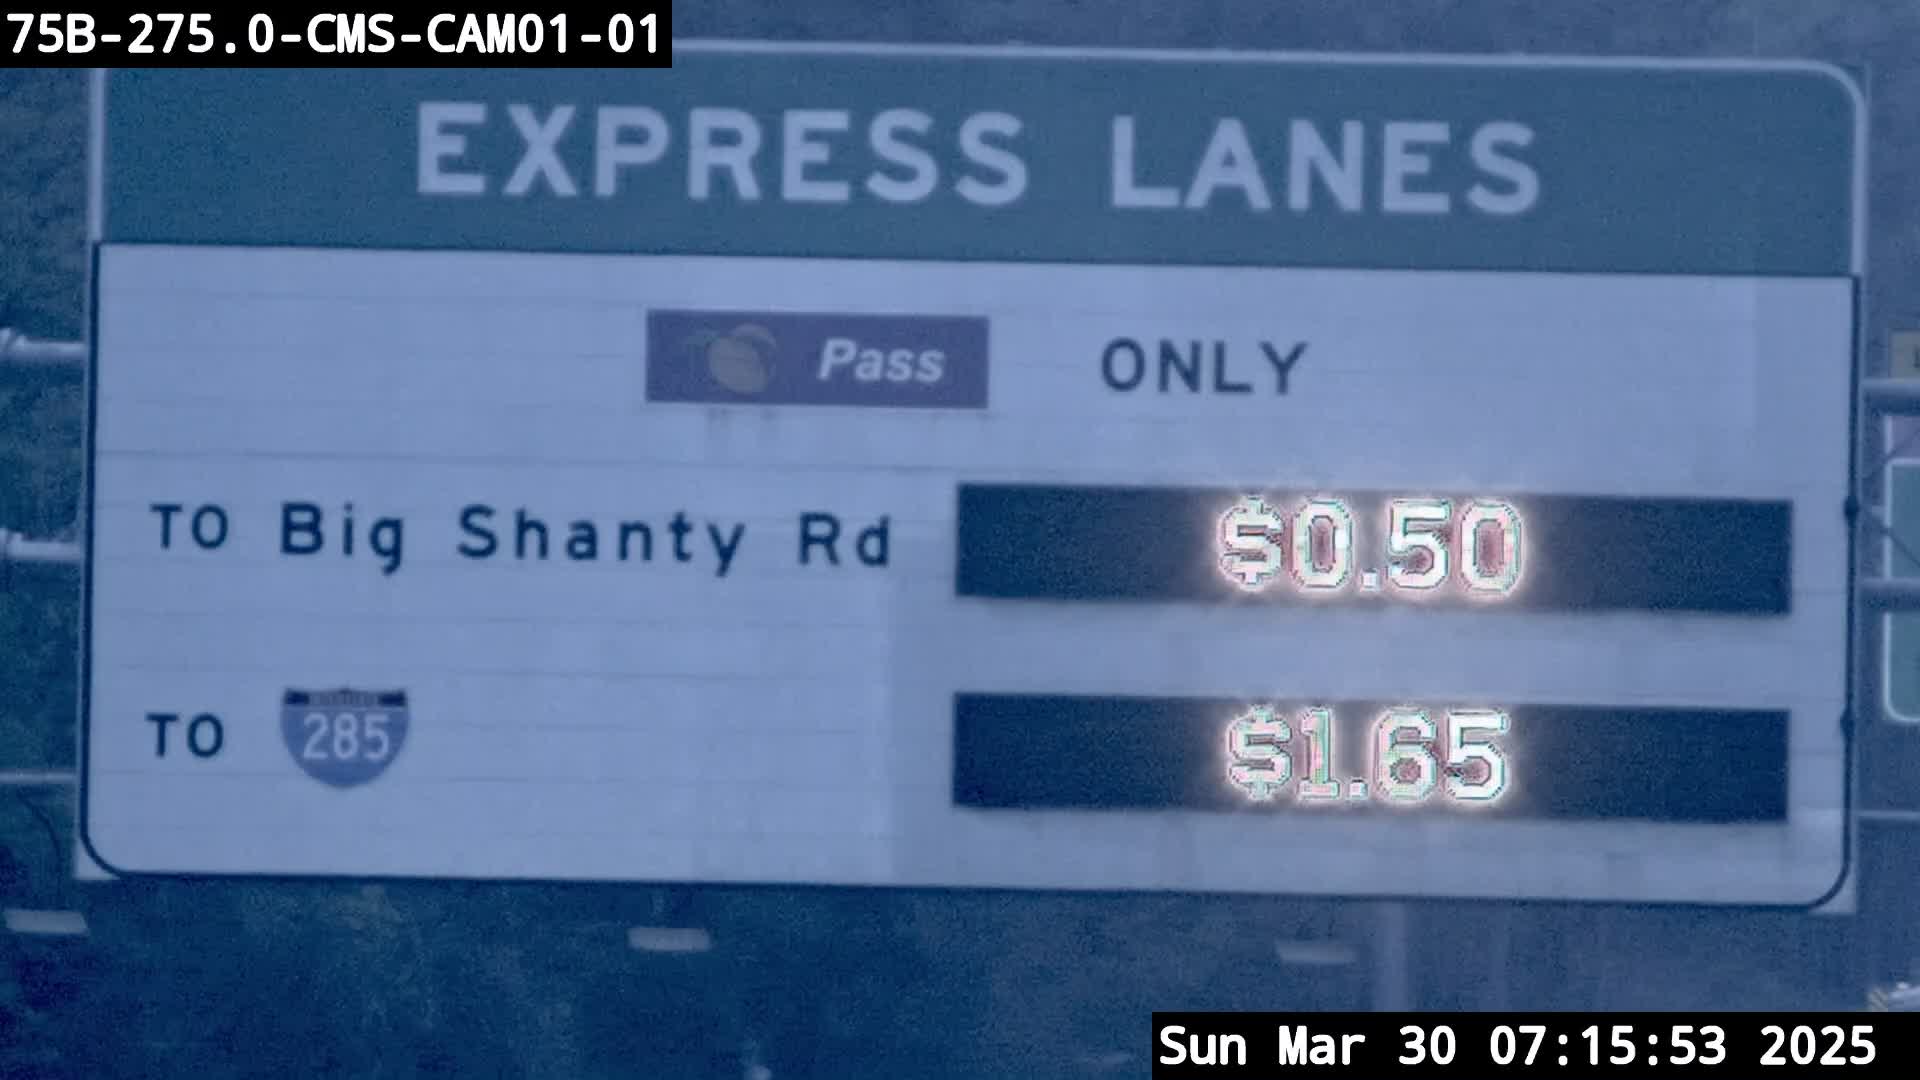 75B-275.0-CMS-CAM01-01
EXPRESS LANES
Pass ONLY
TO Big Shanty Rd $0.50
TO 285 $1.65
Sun Mar 30 07:15:53 2025